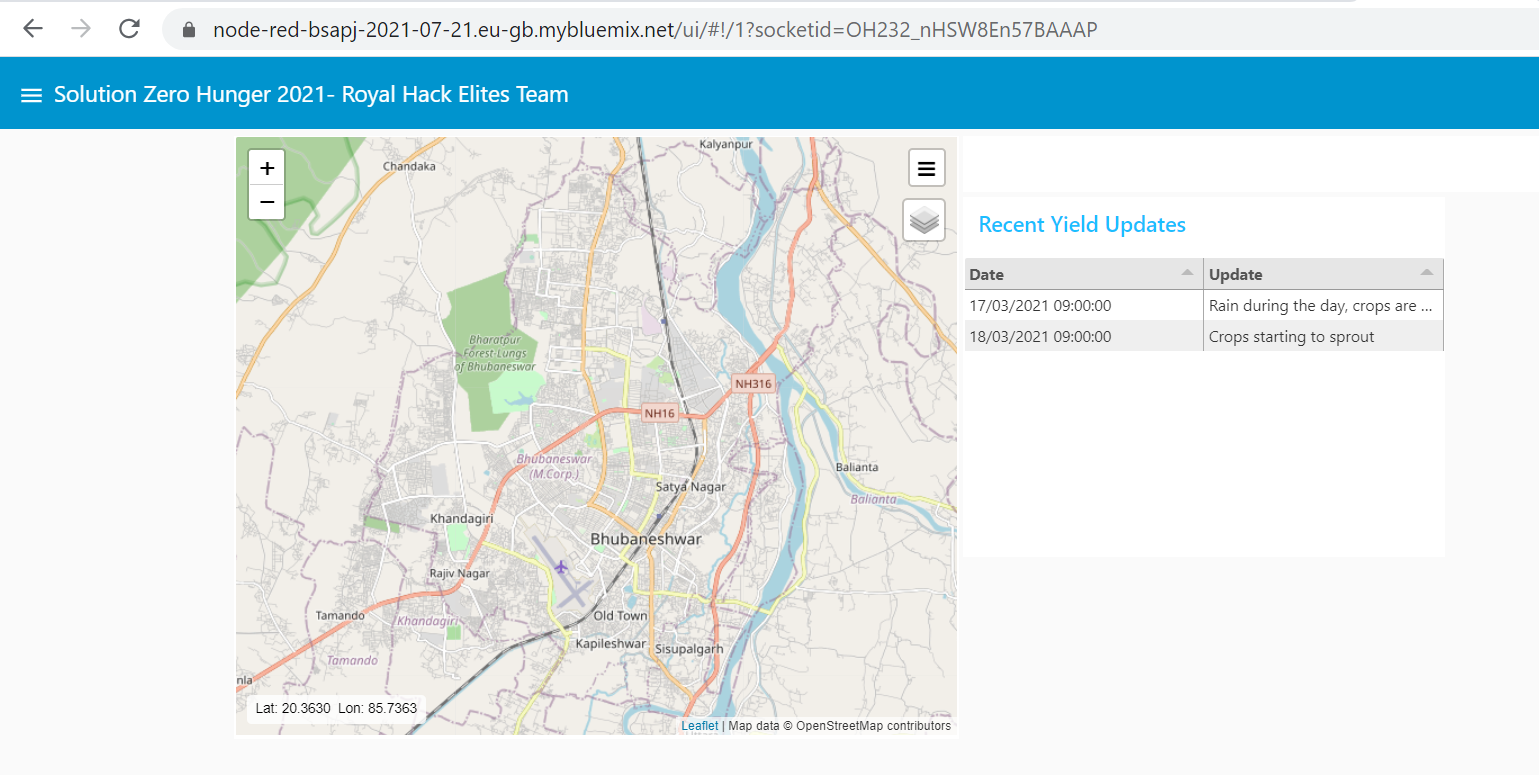 node-red-bsapj-2021-07-21.eu-gb.mybluemix.net/ui/#!/1?socketid=OH232_nHSW8En57BAAAP
Solution Zero Hunger 2021- Royal Hack Elites Team
+
−
Kalyanpur
Chandaka
Bharatpur
Forest-Lungs
of Bhubaneswar
NH316
NH16
Bhubaneswar
(M.Corp.)
Balianta
Satya Nagar
Balianta
Khandagiri
Bhubaneshwar
Rajiv Nagar
Tamando
Khandagiri
Old Town
Kapileshwar
Sisupalgarh
Tamando
nla
Lat: 20.3630 Lon: 85.7363
Leaflet | Map data © OpenStreetMap contributors
Recent Yield Updates
Date Update
17/03/2021 09:00:00 Rain during the day, crops are ...
18/03/2021 09:00:00 Crops starting to sprout